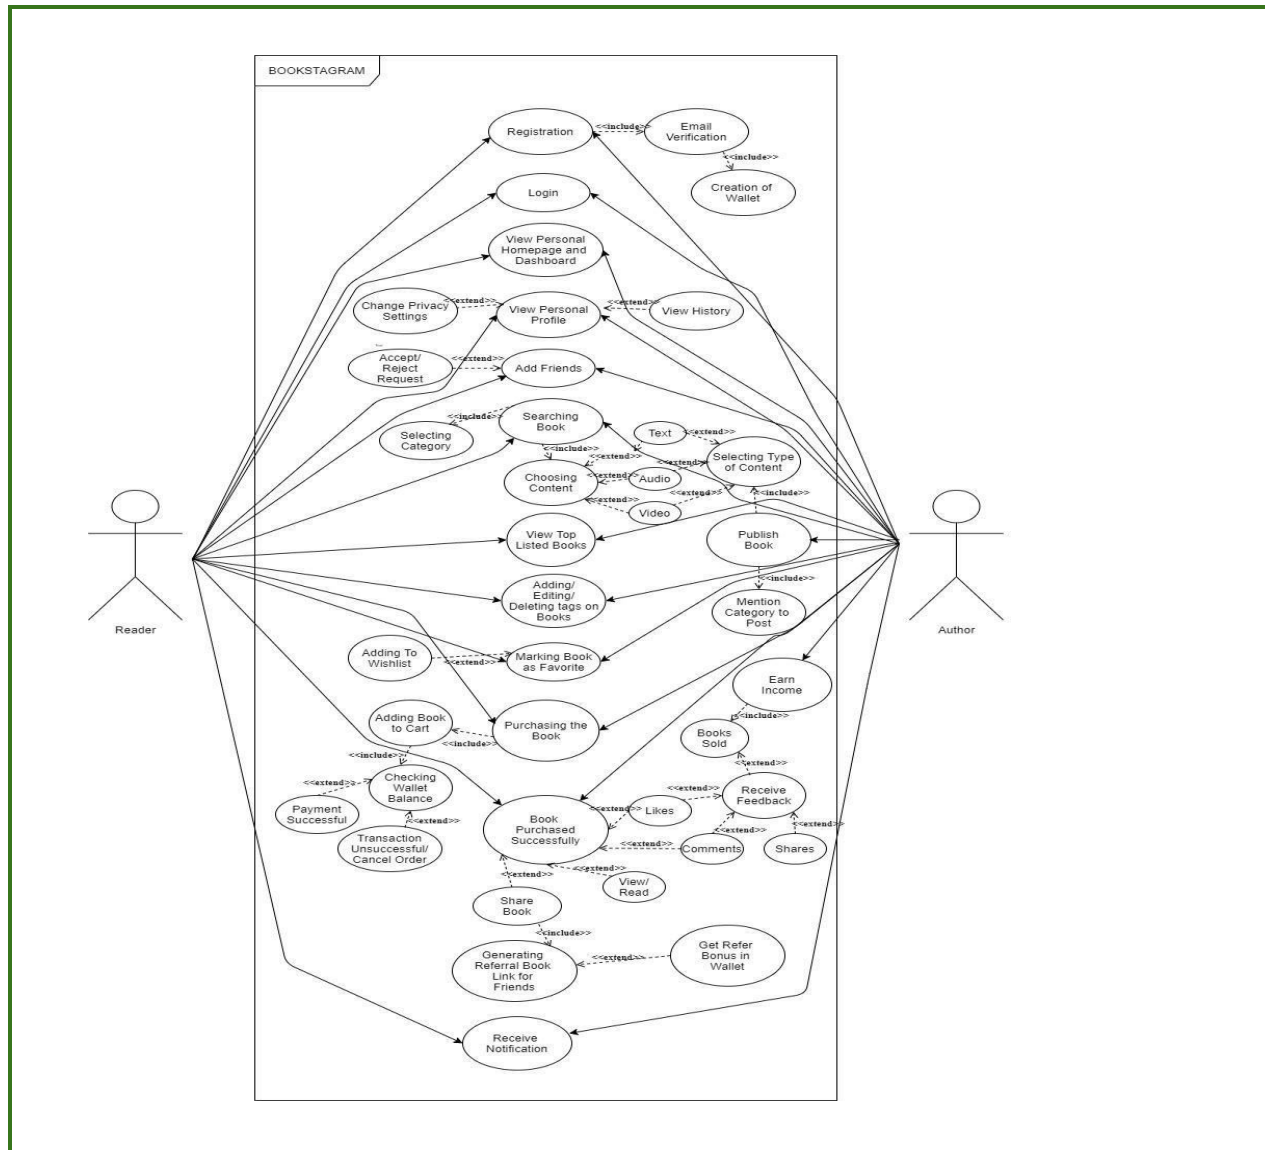 BOOKSTAGRAM
Registration
<<include>>
Email
Verification
<<include>>
Creation of
Wallet
Login
View Personal
Homepage and
Dashboard
Change Privacy
Settings
<<extend>>
View Personal
Profile
<<extend>>
View History
Accept/
Reject
Request
<<extend>>
Add Friends
Selecting
Category
<<include>>
Searching
Book
<<include>>
Choosing
Content
Text
<<extend>>
<<extend>>
Audio
<<extend>>
<<extend>>
Video
<<extend>>
<<extend>>
Selecting Type
of Content
<<include>>
View Top
Listed Books
Publish
Book
<<include>>
Mention
Category to
Post
Adding/
Editing/
Deleting tags on
Books
Reader
Author
Adding To
Wishlist
<<extend>>
Marking Book
as Favorite
Earn
Income
<<include>>
Books
Sold
<<extend>>
Receive
Feedback
Adding Book
to Cart
<<include>>
Purchasing the
Book
<<include>>
Checking
Wallet
Balance
<<extend>>
Payment
Successful
<<extend>>
Transaction
Unsuccessful/
Cancel Order
Book
Purchased
Successfully
<<extend>>
Likes
<<extend>>
<<extend>>
Comments
<<extend>>
Shares
<<extend>>
<<extend>>
View/
Read
<<extend>>
Share
Book
<<include>>
Generating
Referral Book
Link for
Friends
<<extend>>
Get Refer
Bonus in
Wallet
Receive
Notification